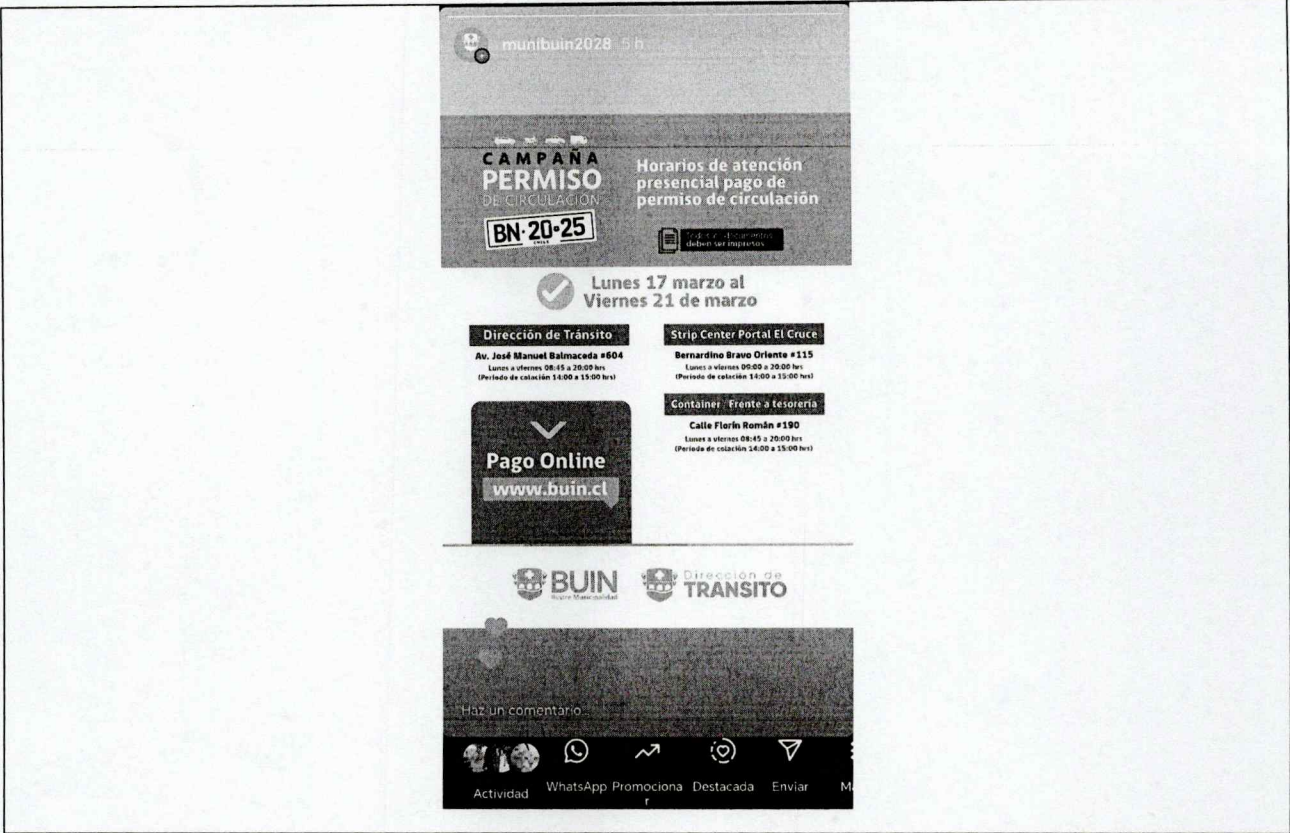 munibuin2028 5 h
CAMPAÑA
PERMISO
DE CIRCULACIÓN
BN·20-25
CHILE
Horarios de atención
presencial pago de
permiso de circulación
documentos
deben ser impresos
Lunes 17 marzo al
Viernes 21 de marzo
Dirección de Tránsito
Av. José Manuel Balmaceda #604
Lunes a viernes 08:45 a 20:00 hrs
(Periodo de colación 14:00 a 15:00 hrs)
Strip Center Portal El Cruce
Bernardino Bravo Oriente #115
Lunes a viernes 09:00 a 20:00 hrs
(Periodo de colación 14:00 a 15:00 hrs)
Container Frente a tesorería
Calle Florín Román #190
Lunes a viernes 08:45 a 20:00 hrs
(Periodo de colación 14:00 a 15:00 hrs)
Pago Online
www.buin.cl
BUIN
Ilustre Municipalidad
Dirección de
TRANSITO
Haz un comentario...
Actividad
WhatsApp
Promociona
r
Destacada
Enviar